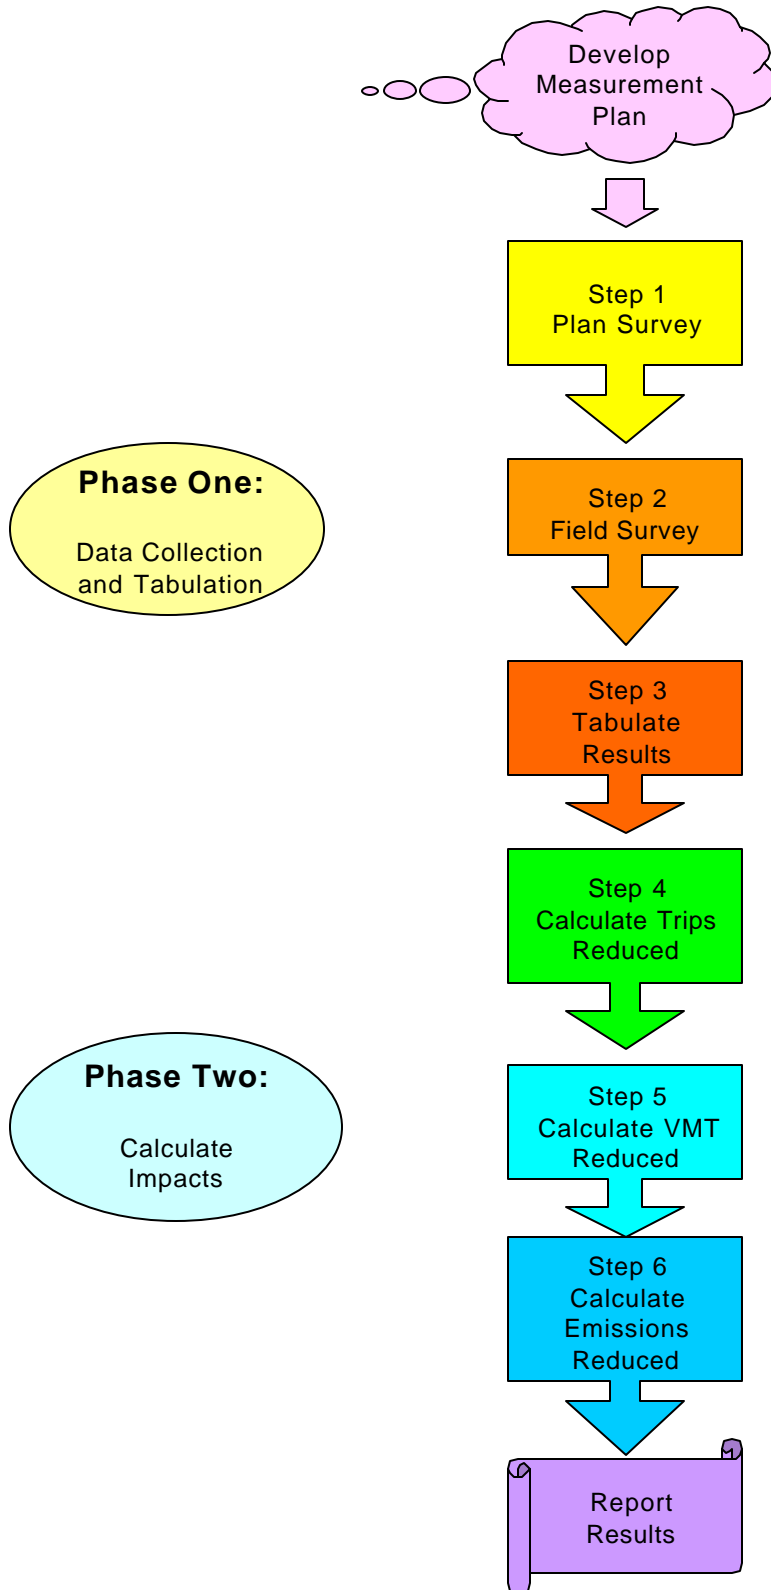 Develop
Measurement
Plan
Step 1
Plan Survey
Phase One:
Data Collection
and Tabulation
Step 2
Field Survey
Step 3
Tabulate
Results
Step 4
Calculate Trips
Reduced
Phase Two:
Calculate
Impacts
Step 5
Calculate VMT
Reduced
Step 6
Calculate
Emissions
Reduced
Report
Results